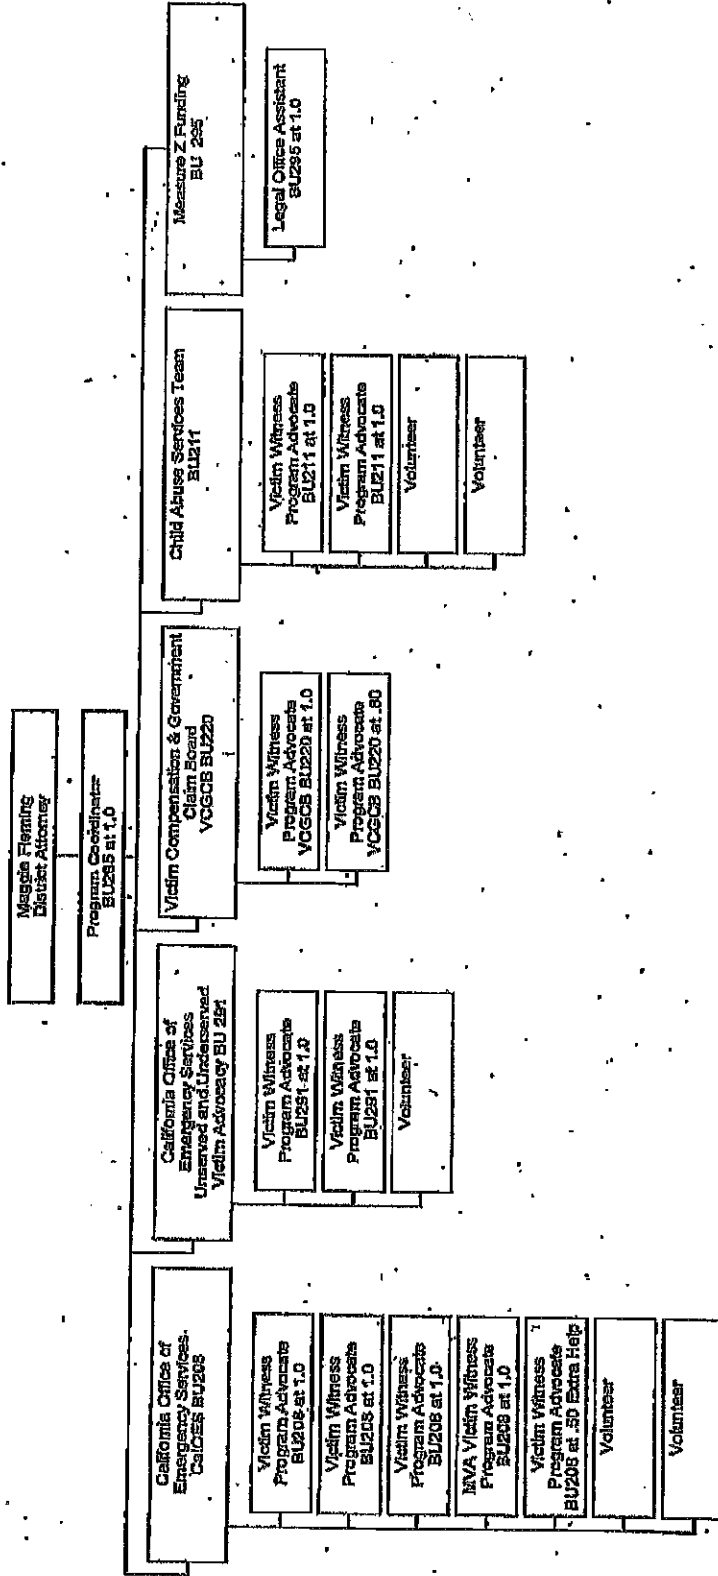 Maggie Fleming
District Attorney
Program Coordinator
BU295 at 1.0
California Office of
Emergency Services-
CalOES BU208
Victim Witness
Program Advocate
BU208 at 1.0
Victim Witness
Program Advocate
BU208 at 1.0
Victim Witness
Program Advocate
BU208 at 1.0
MVA Victim Witness
Program Advocate
BU208 at 1.0
Victim Witness
Program Advocate
BU208 at .50 Extra Help
Volunteer
Volunteer
California Office of
Emergency Services
Unserved and Underserved
Victim Advocacy BU 291
Victim Witness
Program Advocate
BU291 at 1.0
Victim Witness
Program Advocate
BU291 at 1.0
Volunteer
Victim Compensation & Government
Claim Board
VCGCB BU220
Victim Witness
Program Advocate
VCGCB BU220 at 1.0
Victim Witness
Program Advocate
VCGCB BU220 at .80
Child Abuse Services Team
BU211
Victim Witness
Program Advocate
BU211 at 1.0
Victim Witness
Program Advocate
BU211 at 1.0
Volunteer
Volunteer
Measure Z Funding
BU 295
Legal Office Assistant
BU295 at 1.0